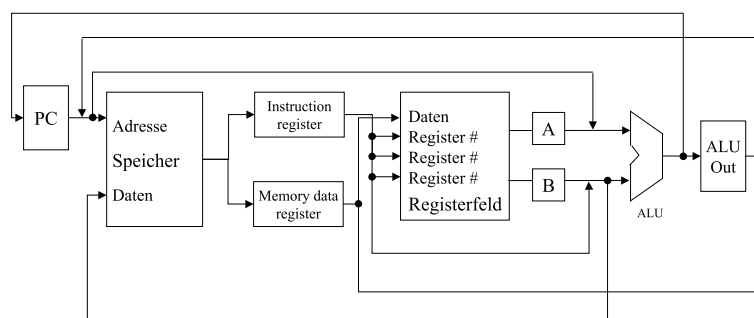 PC
Adresse
Speicher
Daten
Instruction
register
Memory data
register
Daten
Register #
Register #
Register #
Registerfeld
A
B
ALU
ALU
Out